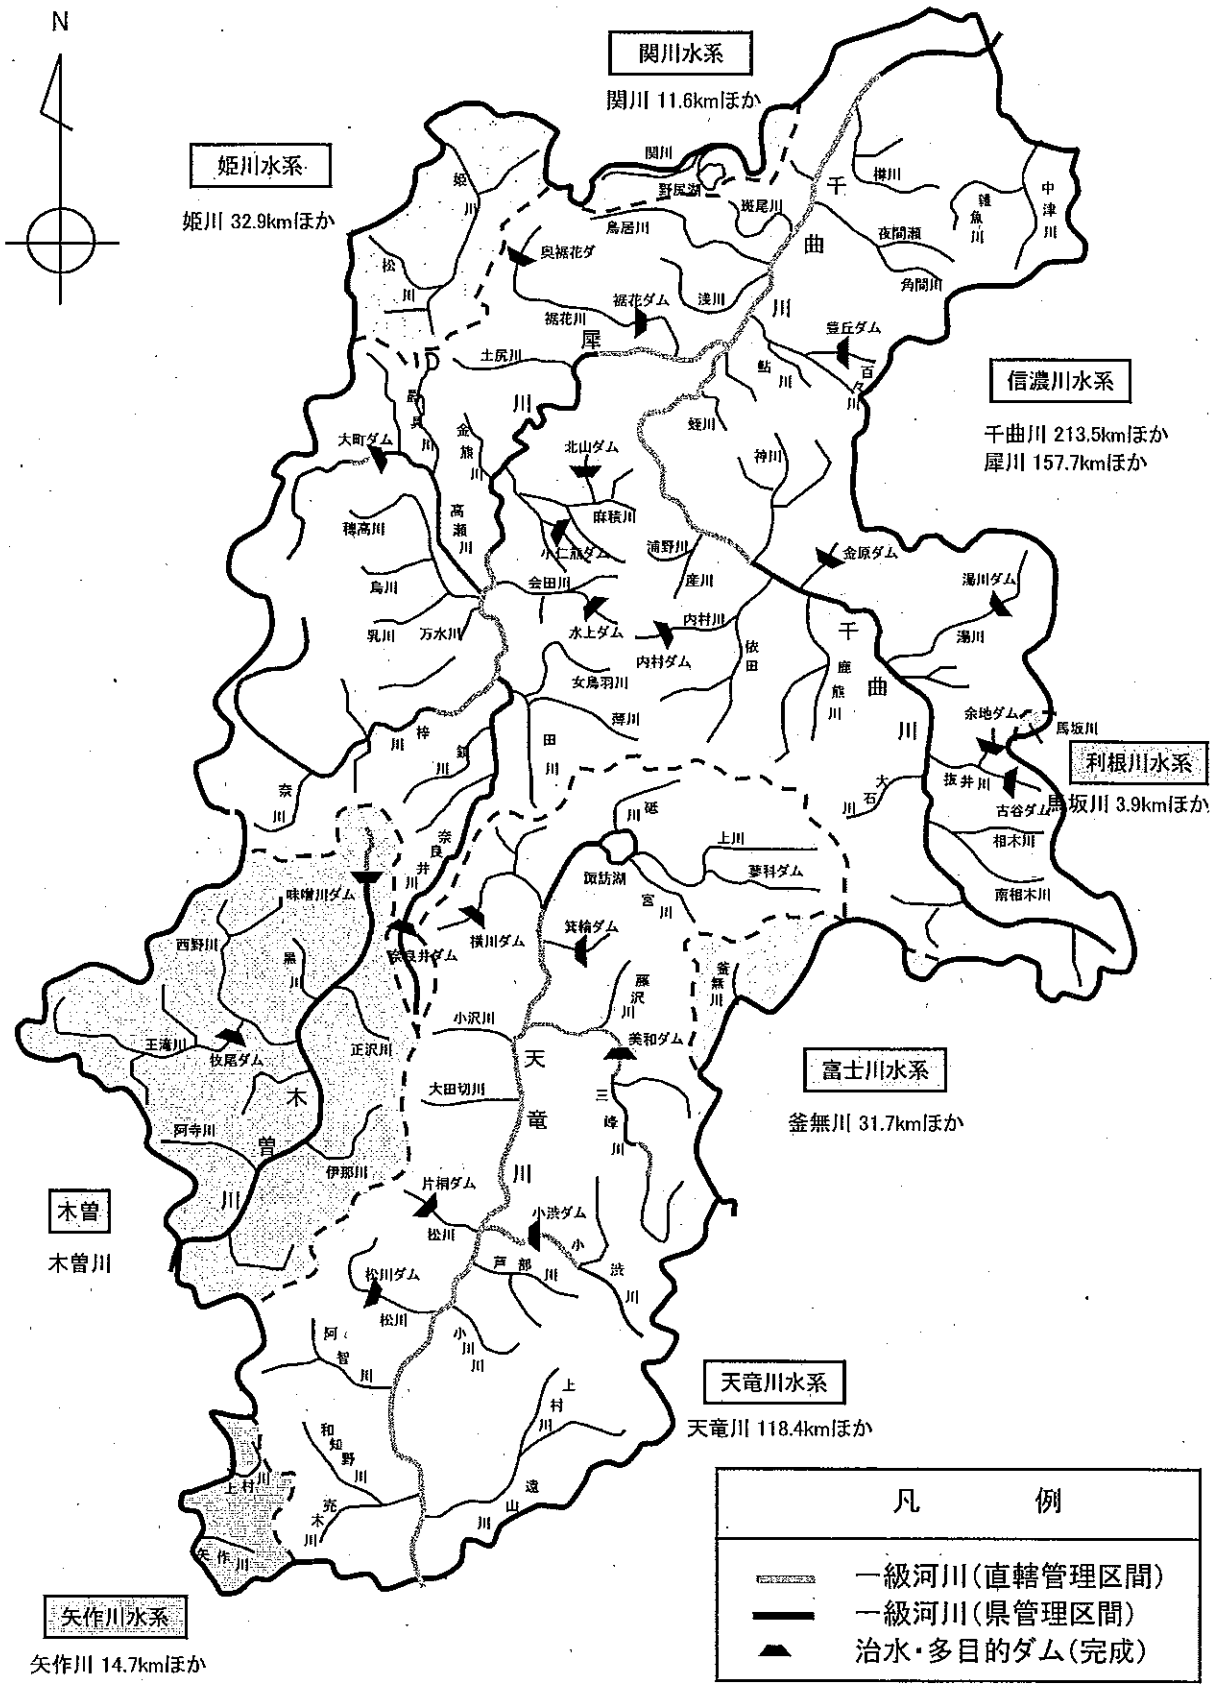 N
関川水系
関川 11.6kmほか
姫川水系
姫川 32.9kmほか
関川
野尻湖
斑尾川
鳥居川
千曲川
樽川
雑魚川
中津川
夜間瀬
角間川
姫川
松川
奥裾花ダ
裾花ダム
裾花川
浅川
犀川
土尻川
豊丘ダム
鮎川
百々川
信濃川水系
千曲川 213.5kmほか
犀川 157.7kmほか
大町ダム
農具川
金熊川
北山ダム
蛭川
神川
高瀬川
穂高川
麻積川
小仁熊ダム
浦野川
産川
金原ダム
湯川ダム
湯川
烏川
会田川
乳川
万水川
水上ダム
内村川
内村ダム
依田
千曲川
鹿熊川
女鳥羽川
薄川
田川
梓川
鎖川
奈川
奈良井川
余地ダム
馬坂川
利根川水系
馬坂川 3.9kmほか
抜井川
大石川
古谷ダム
相木川
南相木川
砥川
上川
蓼科ダム
諏訪湖
宮川
味噌川ダム
西野川
黒川
奈良井ダム
横川ダム
箕輪ダム
釜無川
藤沢川
小沢川
美和ダム
王滝川
牧尾ダム
正沢川
天竜川
大田切川
三峰川
富士川水系
釜無川 31.7kmほか
木曽川
阿寺川
伊那川
木曽
木曽川
片桐ダム
松川
小渋ダム
小渋川
芦部川
松川ダム
松川
小川川
阿智川
天竜川水系
天竜川 118.4kmほか
上村川
和知野川
売木川
遠山川
上村川
矢作川
矢作川水系
矢作川 14.7kmほか
凡例
一級河川(直轄管理区間)
一級河川(県管理区間)
治水・多目的ダム(完成)